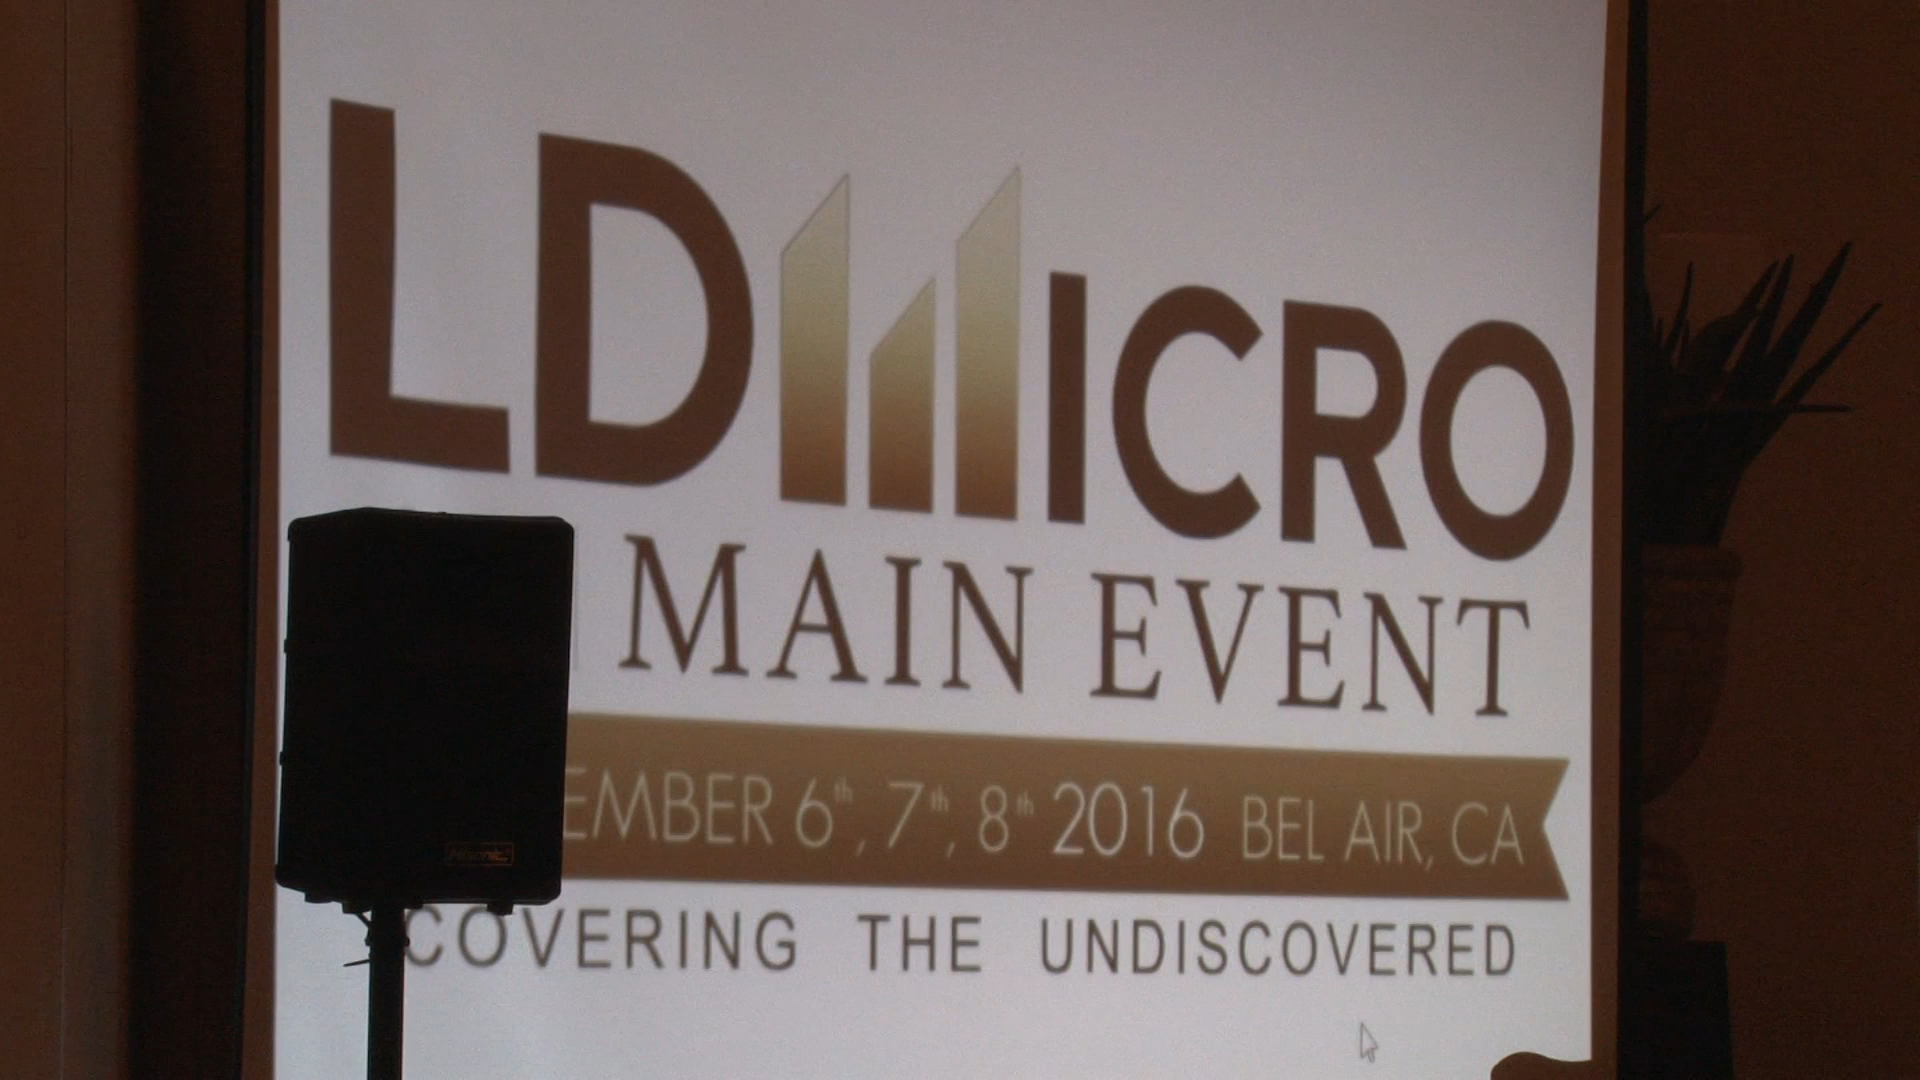 LDMICRO
MAIN EVENT
EMBER 6th, 7th, 8th 2016 BEL AIR, CA
COVERING THE UNDISCOVERED